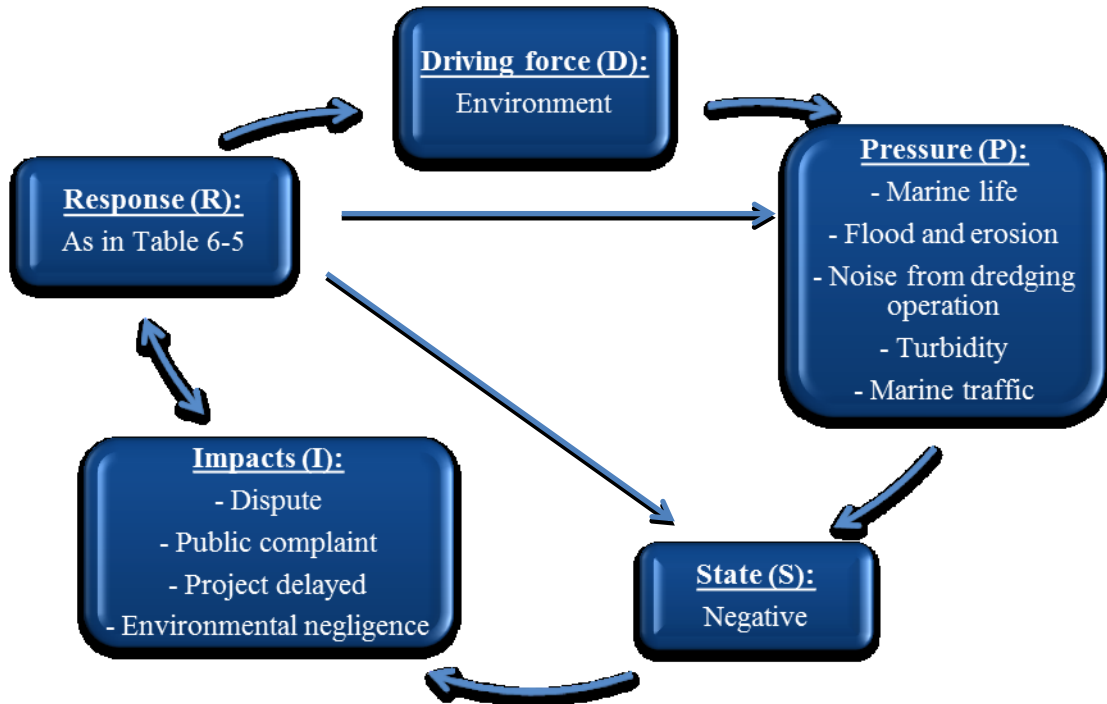 Driving force (D):
Environment
Pressure (P):
- Marine life
- Flood and erosion
- Noise from dredging
operation
- Turbidity
- Marine traffic
Response (R):
As in Table 6-5
Impacts (I):
- Dispute
- Public complaint
- Project delayed
- Environmental negligence
State (S):
Negative